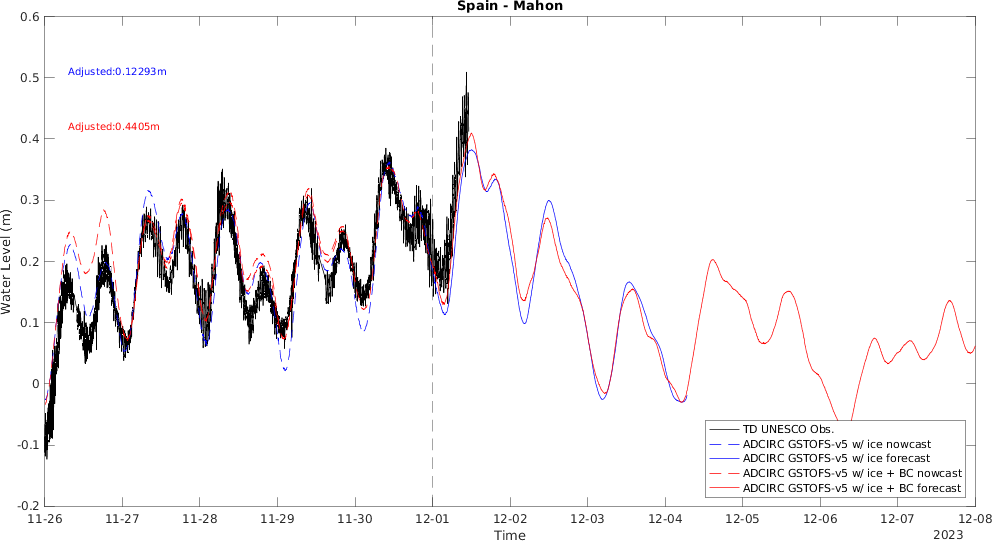 Spain - Mahon
0.6
0.5
0.4
0.3
0.2
0.1
0
-0.1
-0.2
Water Level (m)
Adjusted:0.12293m
Adjusted:0.4405m
TD UNESCO Obs.
ADCIRC GSTOFS-v5 w/ ice nowcast
ADCIRC GSTOFS-v5 w/ ice forecast
ADCIRC GSTOFS-v5 w/ ice + BC nowcast
ADCIRC GSTOFS-v5 w/ ice + BC forecast
11-26 11-27 11-28 11-29 11-30 12-01 12-02 12-03 12-04 12-05 12-06 12-07 12-08
Time
2023